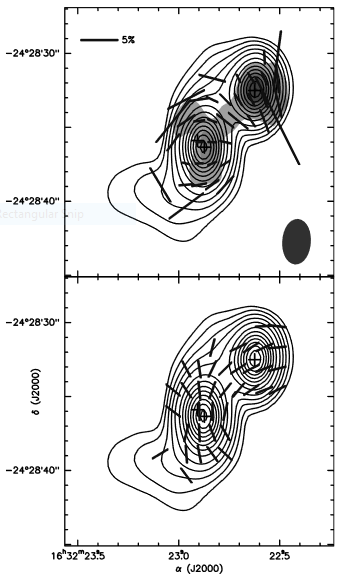 5%
−24°28'30"
−24°28'40"
Rectangular Snip
−24°28'30"
δ (J2000)
−24°28'40"
16ʰ32ᵐ23ˢ.5 23.0 22.5
α (J2000)